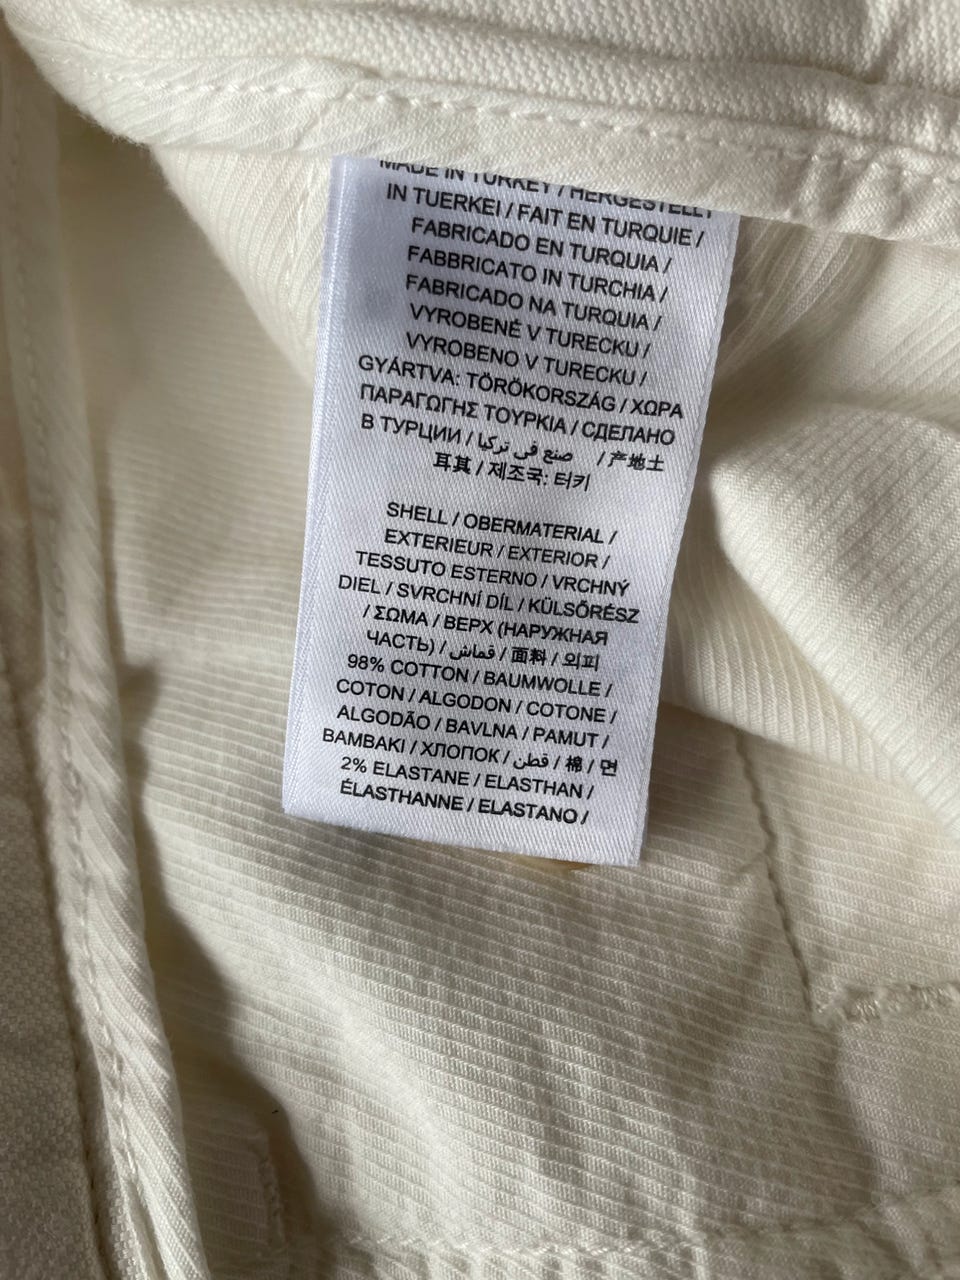 MADE IN TURKEY / HERGESTELLT
IN TUERKEI / FAIT EN TURQUIE /
FABRICADO EN TURQUIA /
FABBRICATO IN TURCHIA /
FABRICADO NA TURQUIA /
VYROBENÉ V TURECKU /
VYROBENO V TURECKU /
GYÁRTVA: TÖRÖKORSZÁG / ΧΩΡΑ
ΠΑΡΑΓΩΓΗΣ ΤΟΥΡΚΙΑ / СДЕЛАНО
В ТУРЦИИ / صنع في تركيا / 产地土
耳其 / 제조국: 터키
SHELL / OBERMATERIAL /
EXTERIEUR / EXTERIOR /
TESSUTO ESTERNO / VRCHNÝ
DIEL / SVRCHNÍ DÍL / KÜLSŐRÉSZ
/ ΣΩΜΑ / ВЕРХ (НАРУЖНАЯ
ЧАСТЬ) / قماش / 面料 / 외피
98% COTTON / BAUMWOLLE /
COTON / ALGODON / COTONE /
ALGODÃO / BAVLNA / PAMUT /
BAMBAKI / ХЛОПОК / قطن / 棉 / 면
2% ELASTANE / ELASTHAN /
ÉLASTHANNE / ELASTANO /